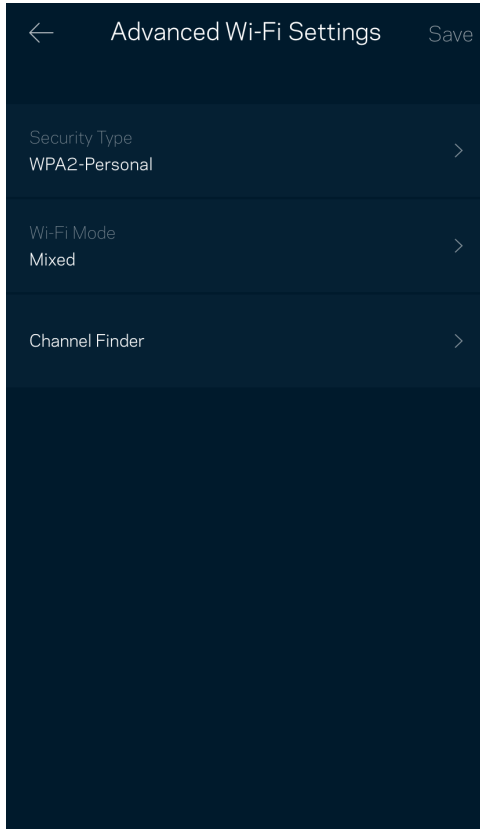 Advanced Wi-Fi Settings
Save
Security Type
WPA2-Personal
Wi-Fi Mode
Mixed
Channel Finder